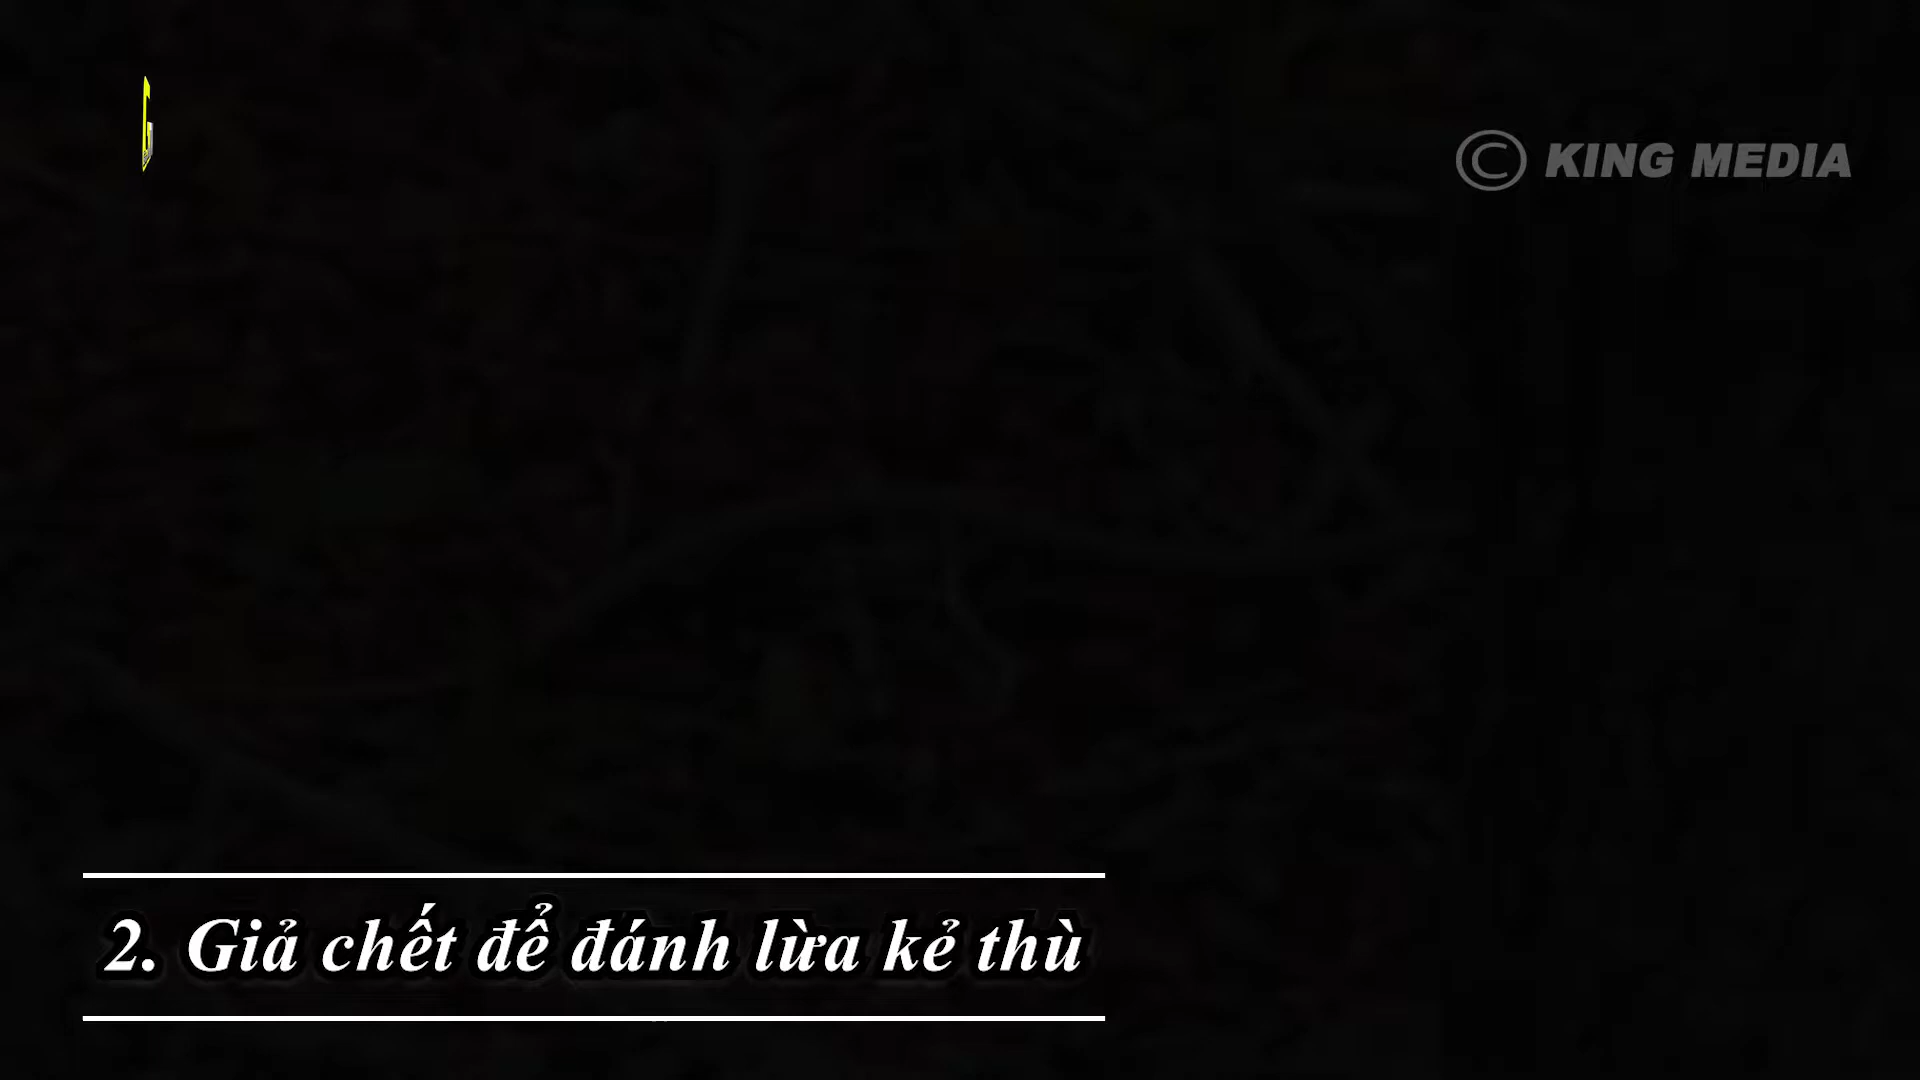 G
© KING MEDIA
2. Giả chết để đánh lừa kẻ thù